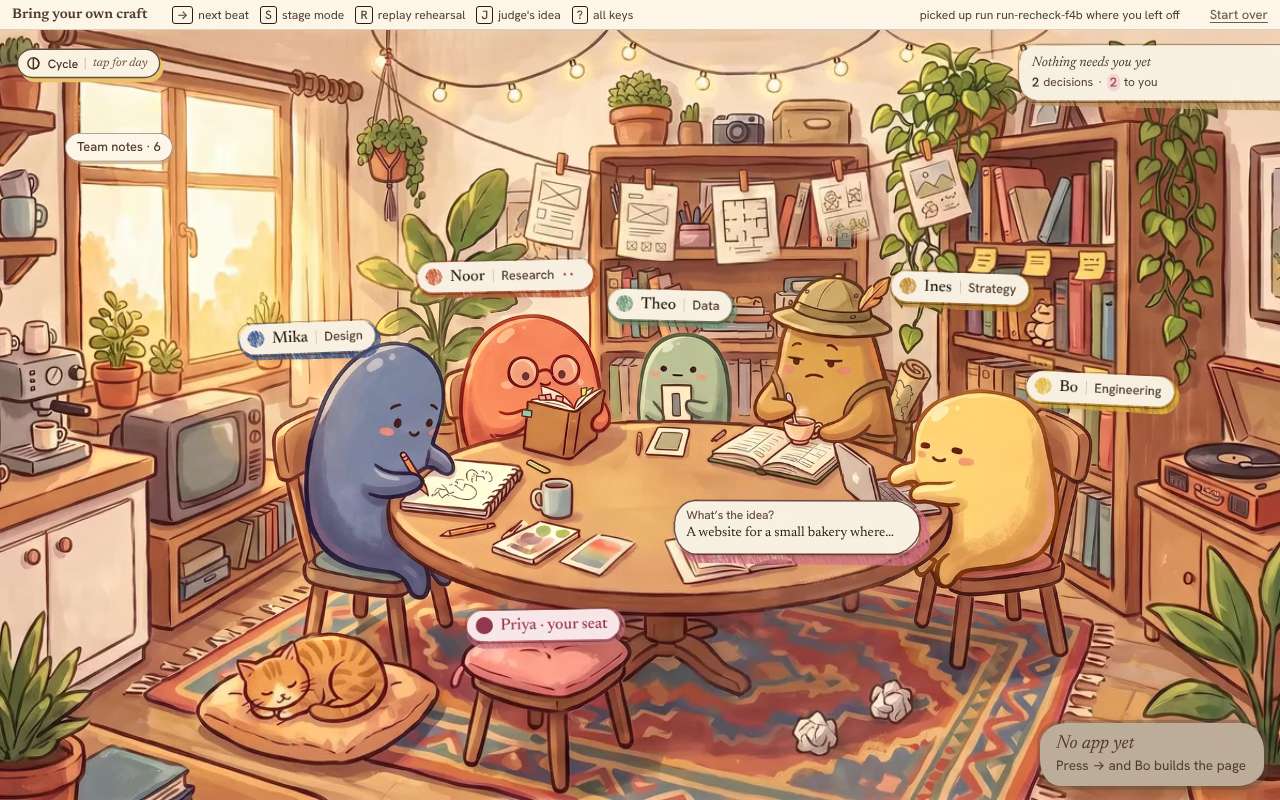 Bring your own craft
→ next beat
S stage mode
R replay rehearsal
J judge's idea
? all keys
picked up run run-recheck-f4b where you left off
Start over
Cycle tap for day
Nothing needs you yet
2 decisions · 2 to you
Team notes · 6
Noor Research
Ines Strategy
Theo Data
Mika Design
Bo Engineering
What's the idea?
A website for a small bakery where...
Priya · your seat
No app yet
Press → and Bo builds the page